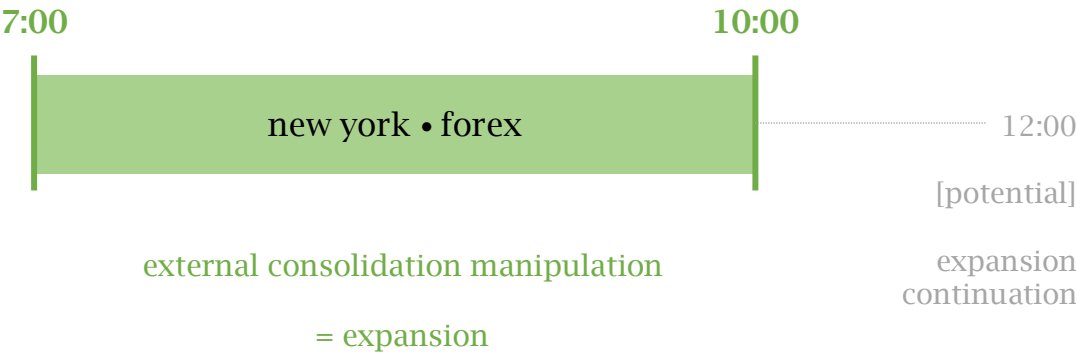 7:00
10:00
new york • forex
12:00
[potential]
external consolidation manipulation
expansion
continuation
= expansion